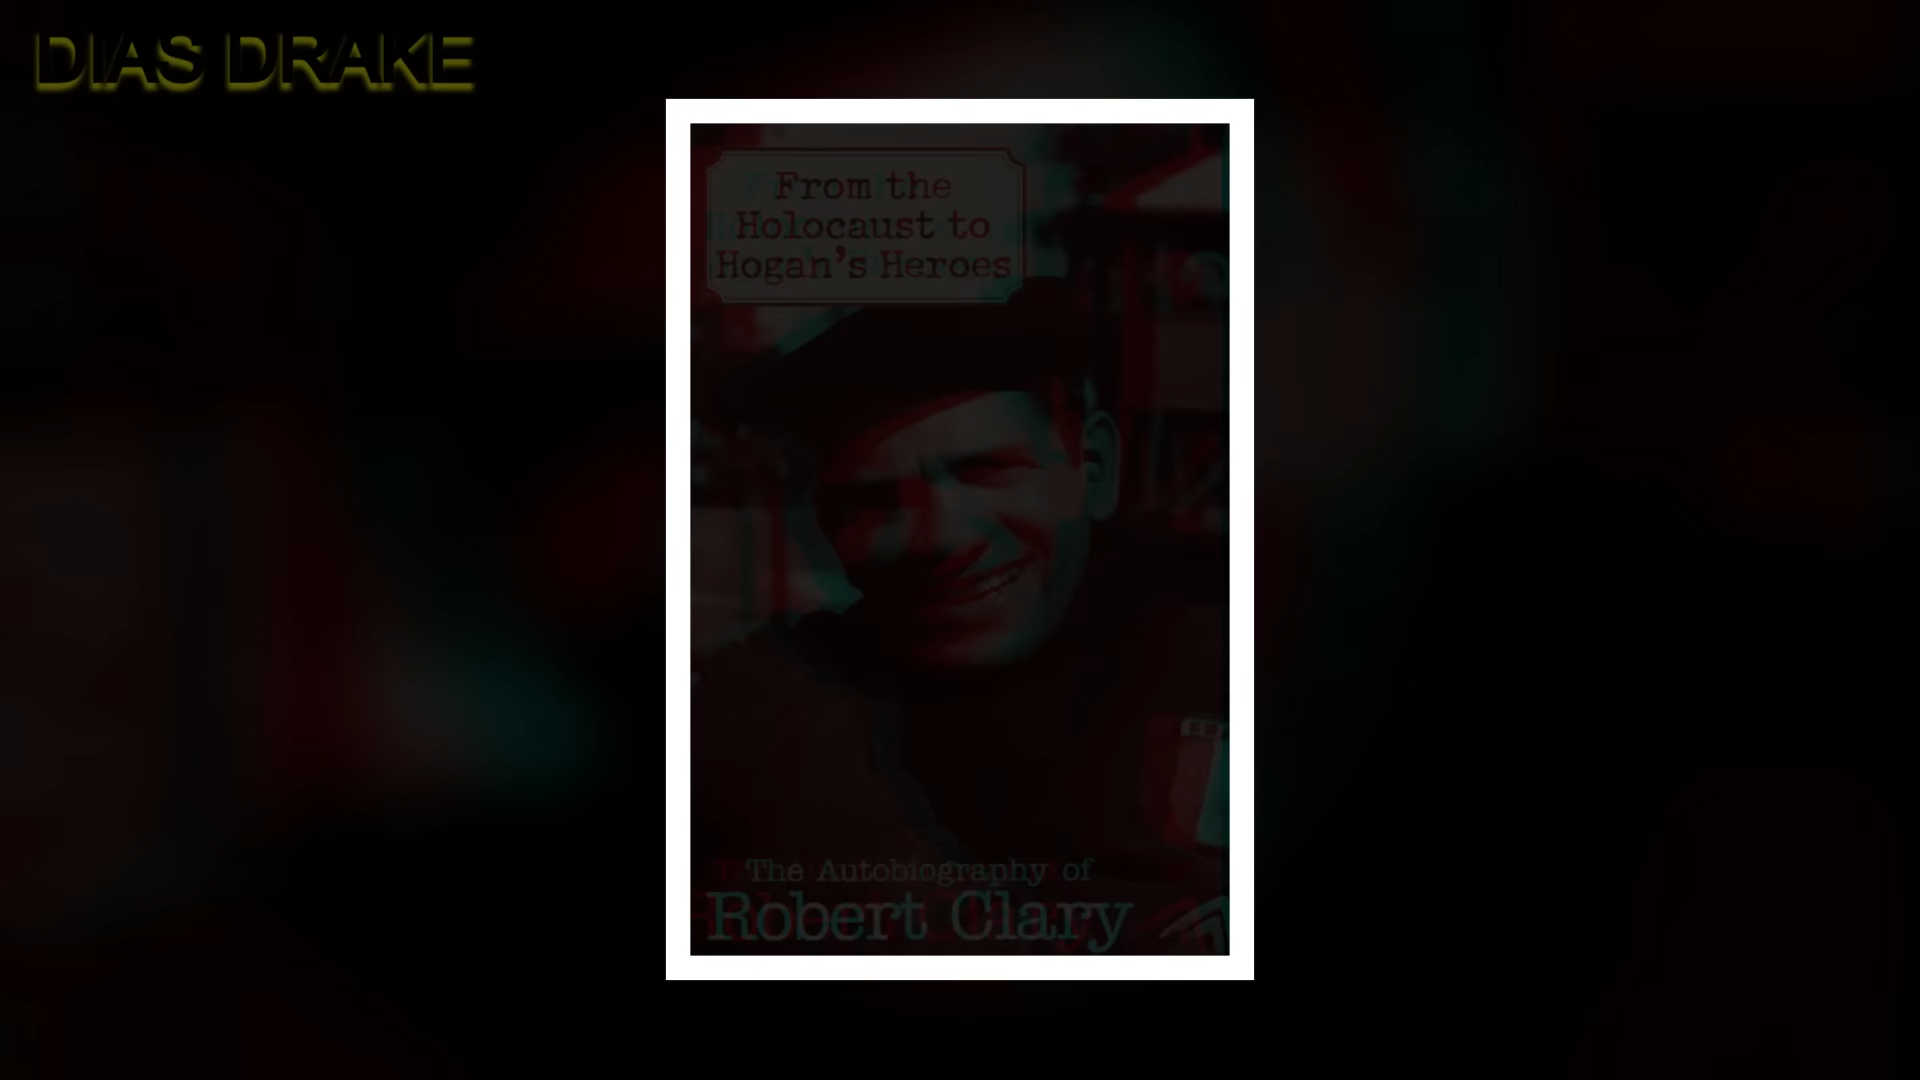 DIAS DRAKE
From the
Holocaust to
Hogan's Heroes
The Autobiography of
Robert Clary